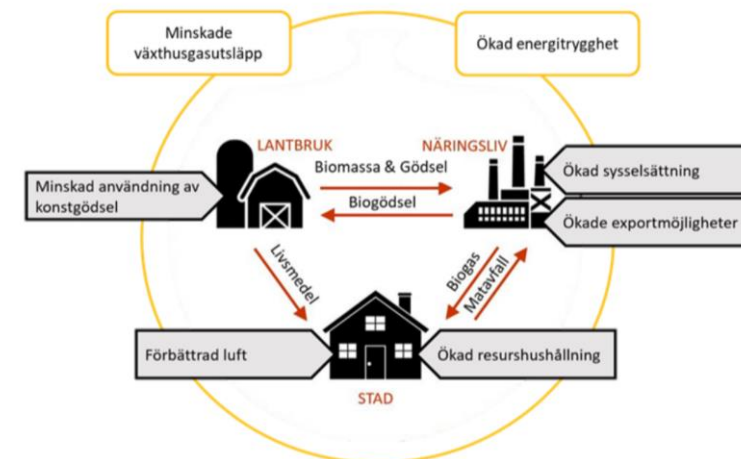 Minskade
växthusgasutsläpp
Ökad energitrygghet
LANTBRUK
NÄRINGSLIV
Biomassa & Gödsel
Biogödsel
Minskad användning av
konstgödsel
Ökad sysselsättning
Ökade exportmöjligheter
Livsmedel
Biogas
Matavfall
Förbättrad luft
Ökad resurshushållning
STAD